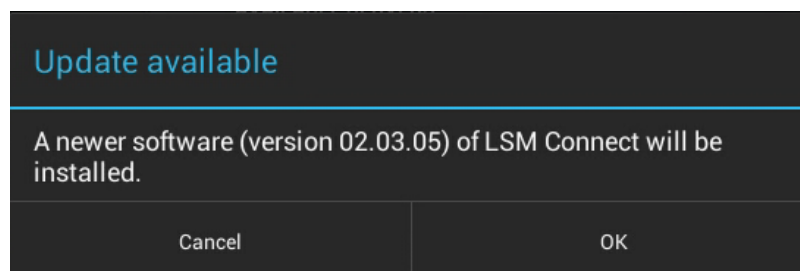 Update available
A newer software (version 02.03.05) of LSM Connect will be
installed.
Cancel
OK